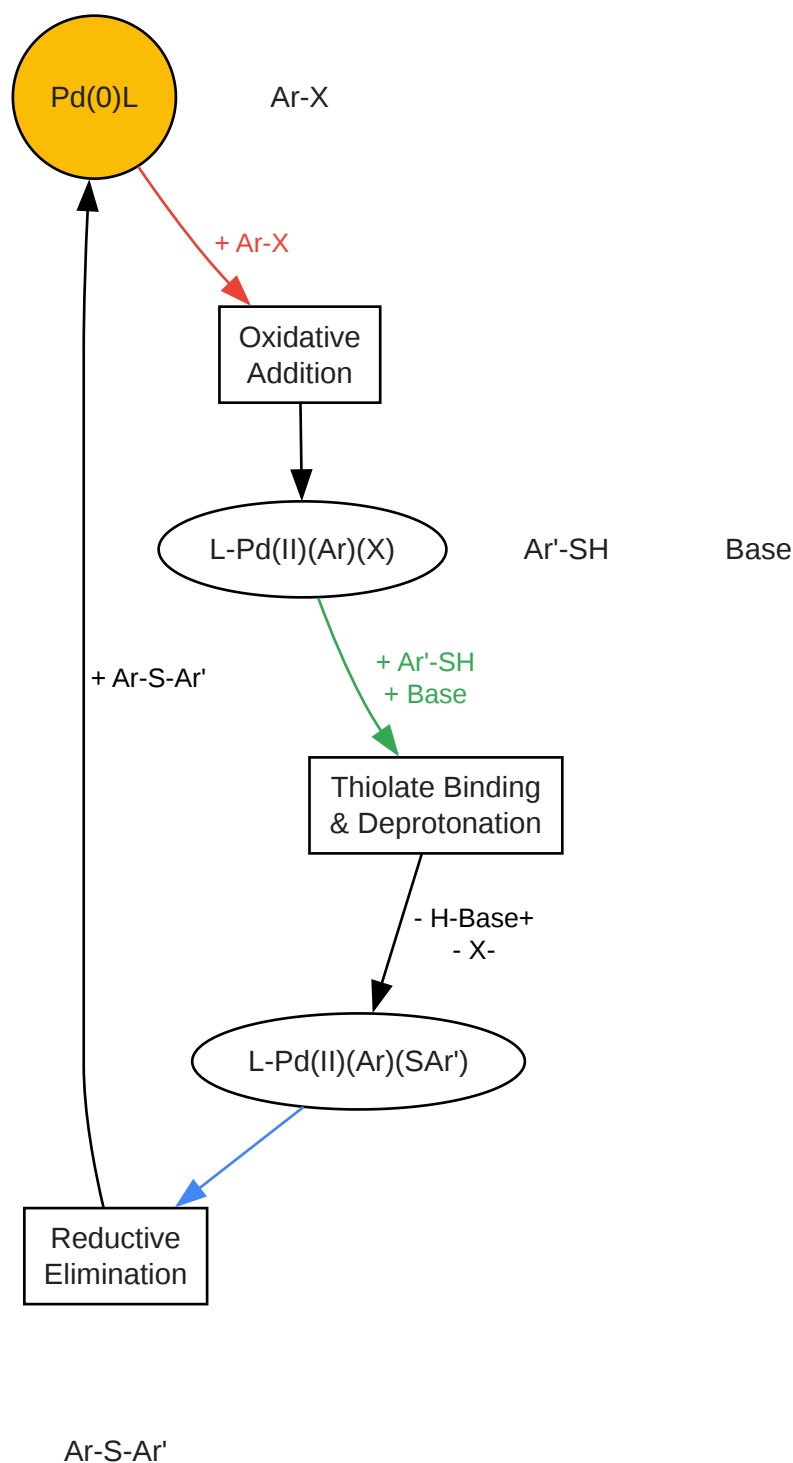 Pd(0)L
Ar-X
+ Ar-X
Oxidative
Addition
L-Pd(II)(Ar)(X)
Ar'-SH
Base
+ Ar'-SH
+ Base
+ Ar-S-Ar'
Thiolate Binding
& Deprotonation
- H-Base+
- X-
L-Pd(II)(Ar)(SAr')
Reductive
Elimination
Ar-S-Ar'